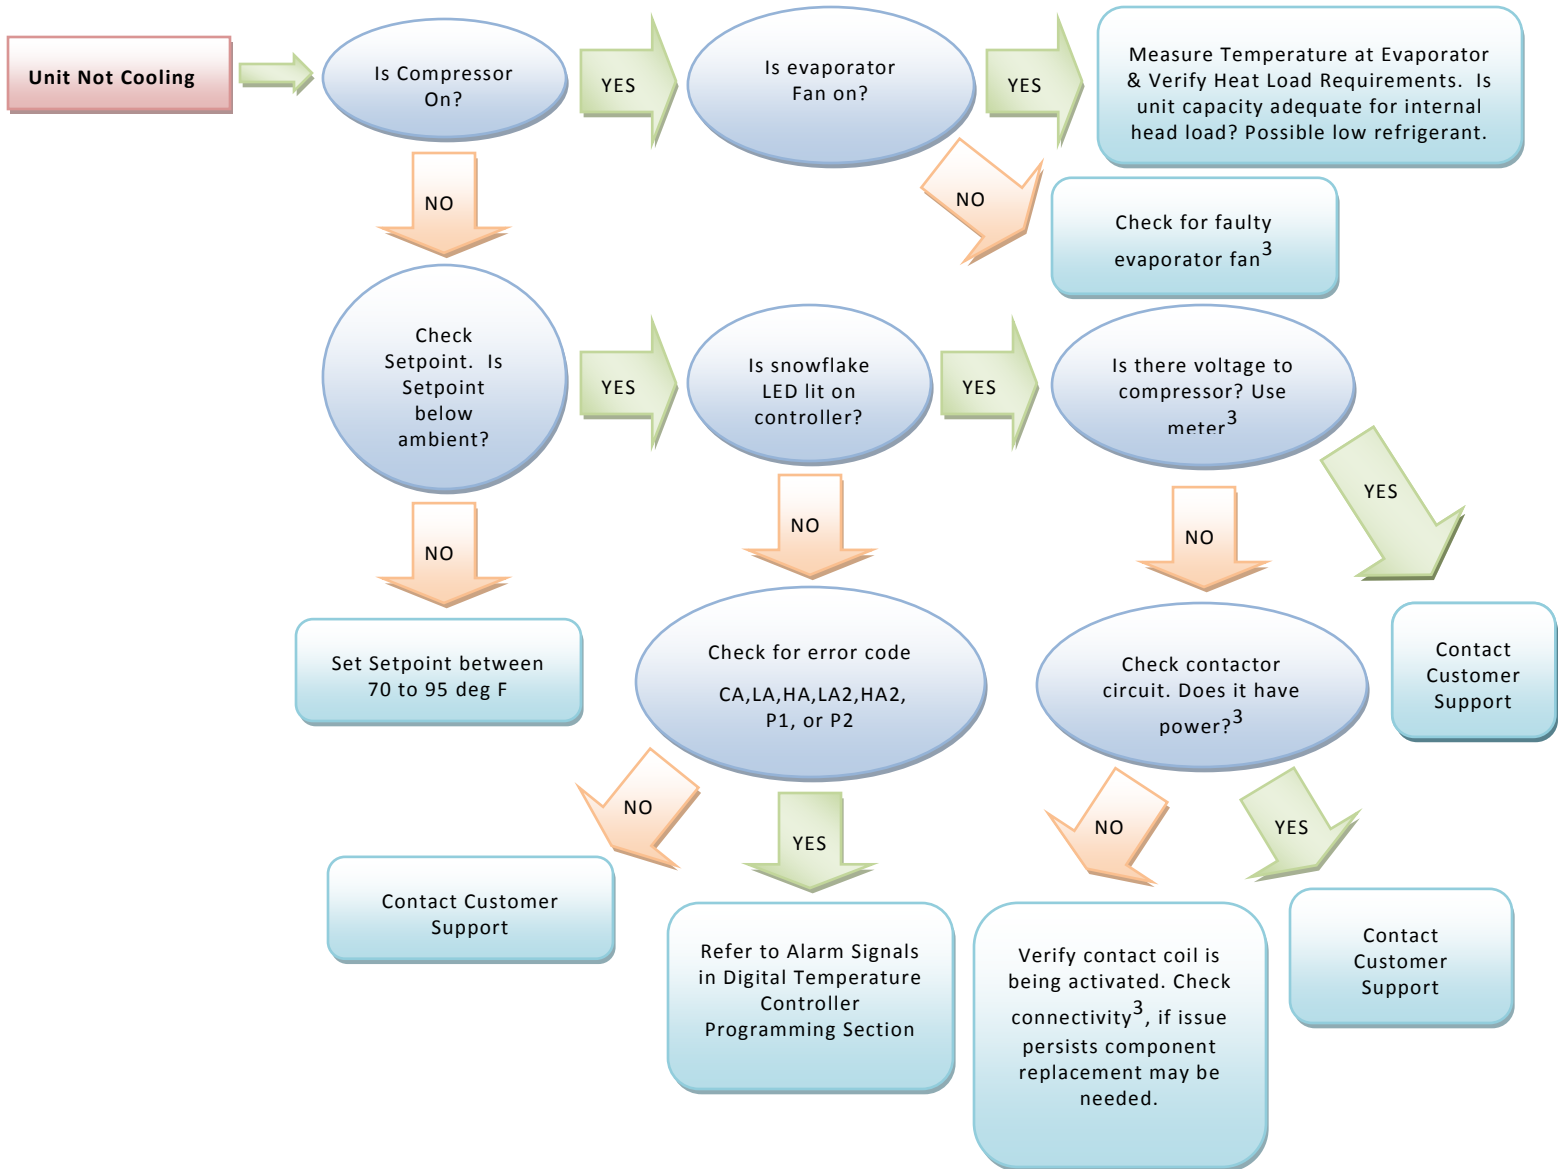 Unit Not Cooling
Is Compressor
On?
YES
Is evaporator
Fan on?
YES
Measure Temperature at Evaporator
& Verify Heat Load Requirements.  Is
unit capacity adequate for internal
head load? Possible low refrigerant.
NO
NO
Check for faulty
evaporator fan3
Check
Setpoint.  Is
Setpoint
below
ambient?
YES
Is snowflake
LED lit on
controller?
YES
Is there voltage to
compressor? Use
meter3
NO
NO
NO
YES
Set Setpoint between
70 to 95 deg F
Check for error code
CA,LA,HA,LA2,HA2,
P1, or P2
Check contactor
circuit. Does it have
power?3
Contact
Customer
Support
NO
YES
NO
YES
Contact Customer
Support
Refer to Alarm Signals
in Digital Temperature
Controller
Programming Section
Verify contact coil is
being activated. Check
connectivity3, if issue
persists component
replacement may be
needed.
Contact
Customer
Support